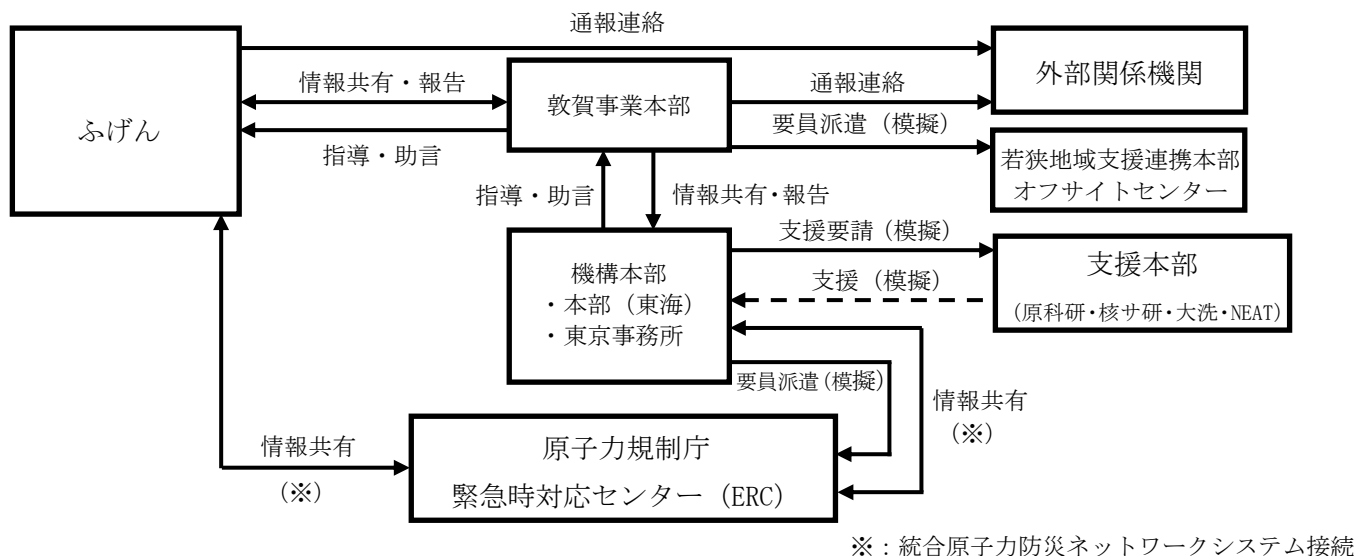 通報連絡
ふげん
情報共有・報告
指導・助言
敦賀事業本部
通報連絡
外部関係機関
要員派遣（模擬）
若狭地域支援連携本部
オフサイトセンター
指導・助言
情報共有・報告
機構本部
・本部（東海）
・東京事務所
支援要請（模擬）
支援（模擬）
支援本部
（原科研・核サ研・大洗・NEAT）
要員派遣（模擬）
情報共有
（※）
情報共有
（※）
原子力規制庁
緊急時対応センター（ERC）
※：統合原子力防災ネットワークシステム接続